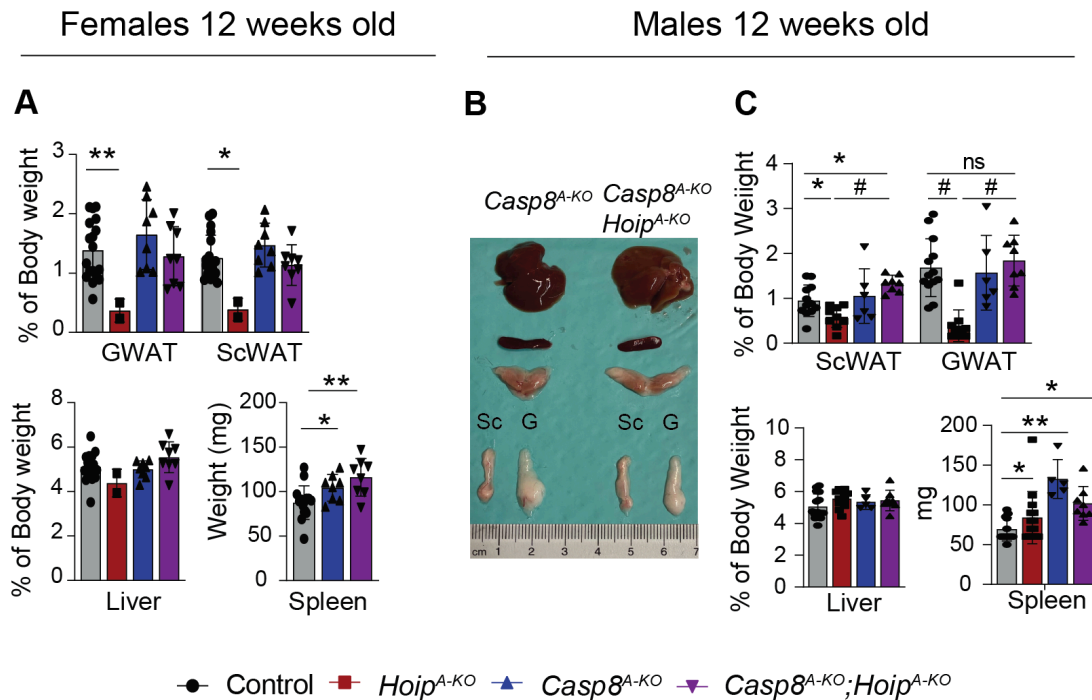 Females 12 weeks old
Males 12 weeks old
A
% of Body weight
3
2
1
0
**
*
GWAT
ScWAT
% of Body weight
8
6
4
2
0
Liver
Weight (mg)
200
150
100
50
0
**
*
Spleen
B
Casp8A-KO
Casp8A-KO
HoipA-KO
Sc
G
Sc
G
cm
1
2
3
4
5
6
7
C
% of Body Weiight
4
3
2
1
0
*
*
#
ns
#
#
ScWAT
GWAT
% of Body Weiight
10
8
6
4
2
0
Liver
mg
200
150
100
50
0
*
**
*
Spleen
Control
HoipA-KO
Casp8A-KO
Casp8A-KO;HoipA-KO